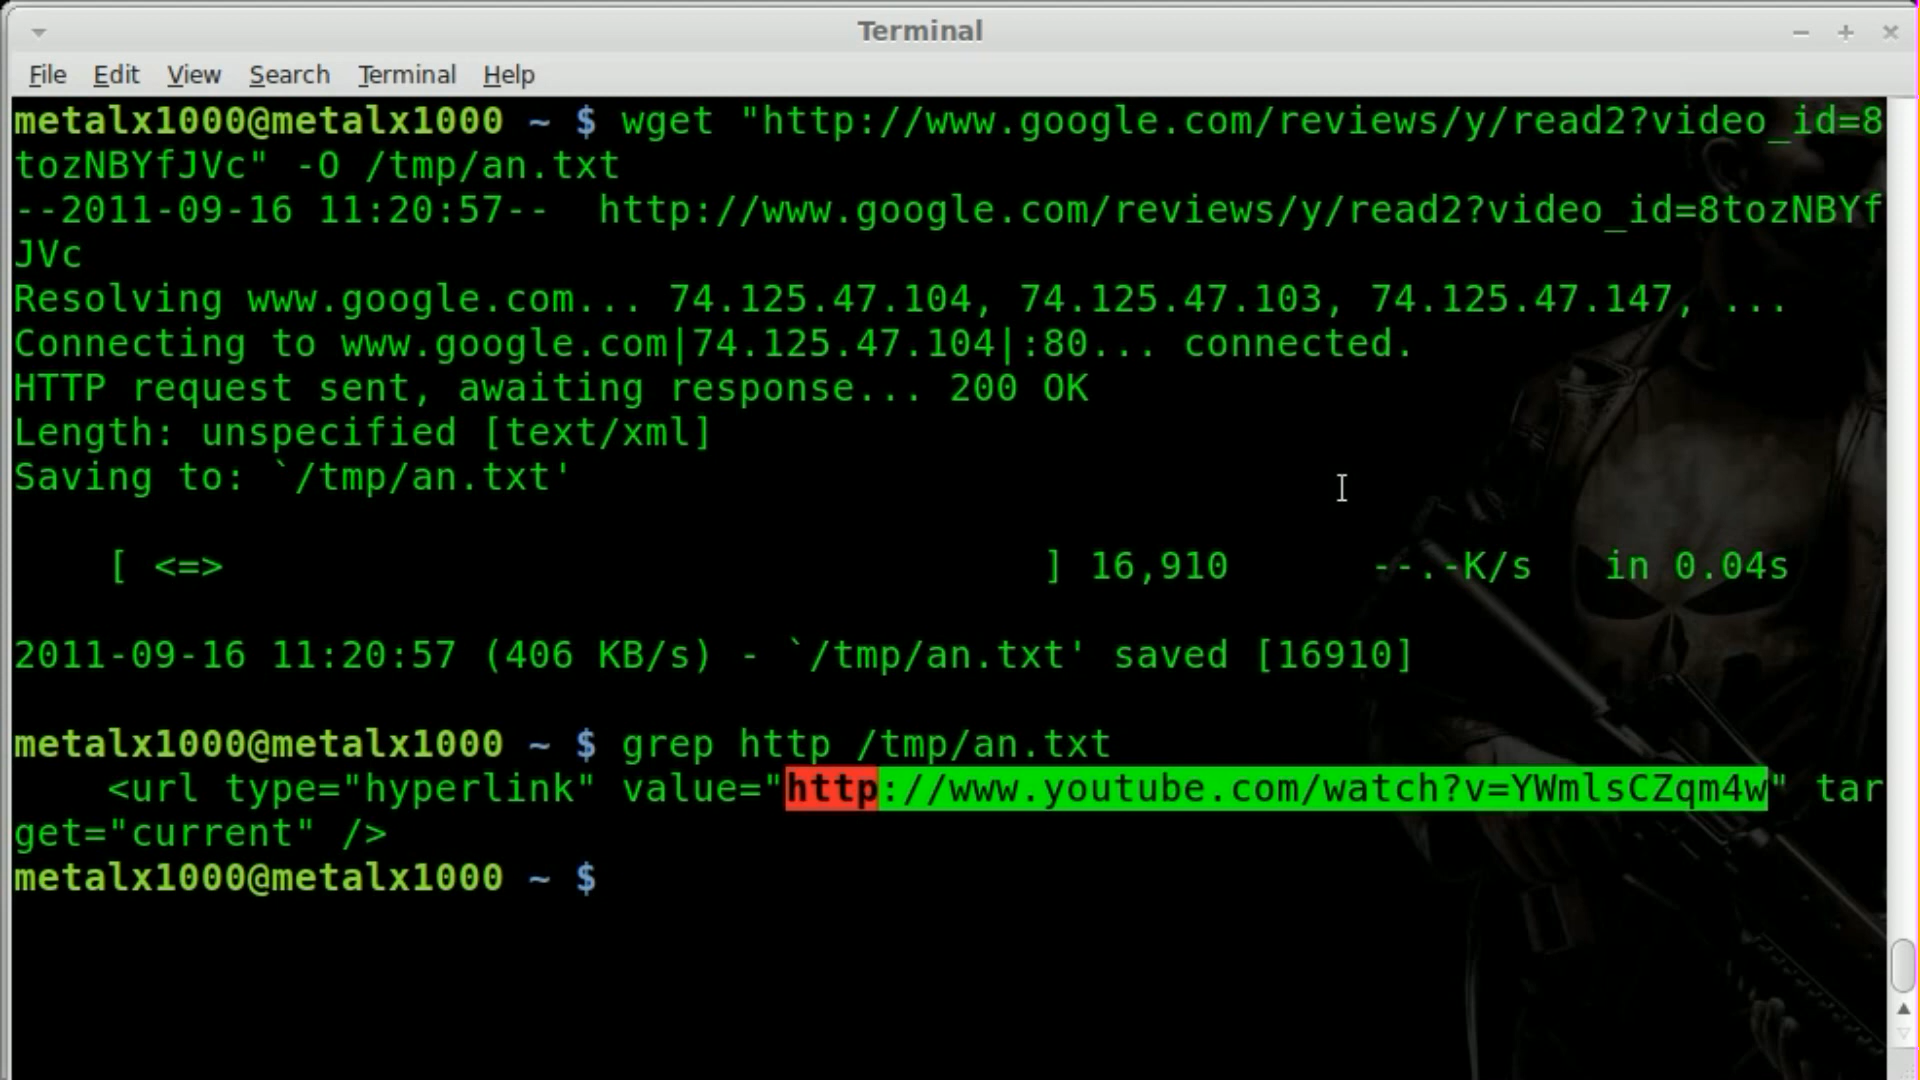 Terminal
File Edit View Search Terminal Help
metalx1000@metalx1000 ~ $ wget "http://www.google.com/reviews/y/read2?video_id=8
tozNBYfJVc" -O /tmp/an.txt
--2011-09-16 11:20:57--  http://www.google.com/reviews/y/read2?video_id=8tozNBYf
JVc
Resolving www.google.com... 74.125.47.104, 74.125.47.103, 74.125.47.147, ...
Connecting to www.google.com|74.125.47.104|:80... connected.
HTTP request sent, awaiting response... 200 OK
Length: unspecified [text/xml]
Saving to: `/tmp/an.txt'
[ <=> ] 16,910 --.-K/s in 0.04s
2011-09-16 11:20:57 (406 KB/s) - `/tmp/an.txt' saved [16910]
metalx1000@metalx1000 ~ $ grep http /tmp/an.txt
<url type="hyperlink" value="http://www.youtube.com/watch?v=YWmlsCZqm4w" tar
get="current" />
metalx1000@metalx1000 ~ $